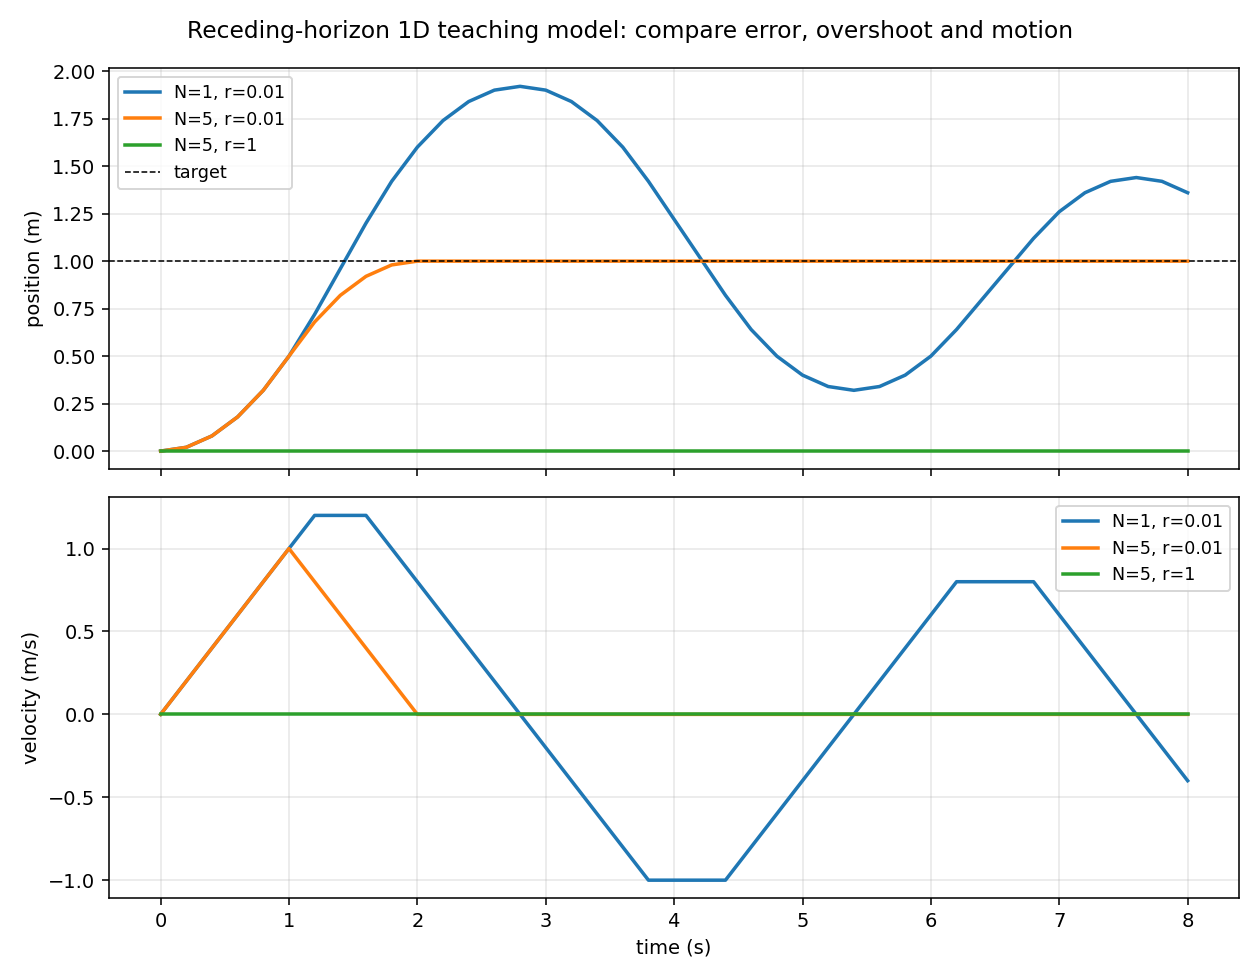 Receding-horizon 1D teaching model: compare error, overshoot and motion
2.00
1.75
1.50
1.25
1.00
0.75
0.50
0.25
0.00
position (m)
N=1, r=0.01
N=5, r=0.01
N=5, r=1
target
1.0
0.5
0.0
−0.5
−1.0
velocity (m/s)
N=1, r=0.01
N=5, r=0.01
N=5, r=1
0 1 2 3 4 5 6 7 8
time (s)